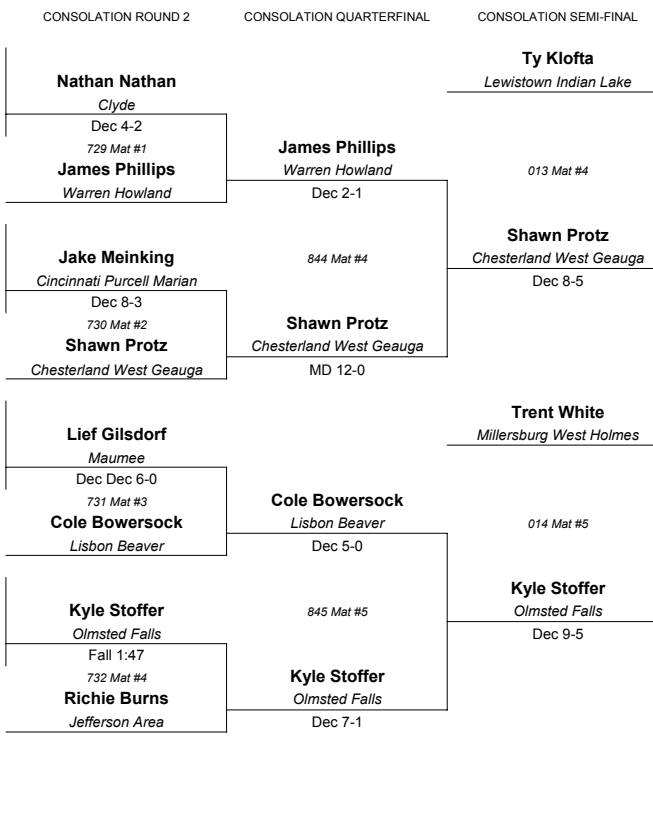 CONSOLATION ROUND 2
CONSOLATION QUARTERFINAL
CONSOLATION SEMI-FINAL
Nathan Nathan
Clyde
Dec 4-2
729 Mat #1
James Phillips
Warren Howland
Jake Meinking
Cincinnati Purcell Marian
Dec 8-3
730 Mat #2
Shawn Protz
Chesterland West Geauga
Lief Gilsdorf
Maumee
Dec Dec 6-0
731 Mat #3
Cole Bowersock
Lisbon Beaver
Kyle Stoffer
Olmsted Falls
Fall 1:47
732 Mat #4
Richie Burns
Jefferson Area
James Phillips
Warren Howland
Dec 2-1
844 Mat #4
Shawn Protz
Chesterland West Geauga
MD 12-0
Cole Bowersock
Lisbon Beaver
Dec 5-0
845 Mat #5
Kyle Stoffer
Olmsted Falls
Dec 7-1
Ty Klofta
Lewistown Indian Lake
013 Mat #4
Shawn Protz
Chesterland West Geauga
Dec 8-5
Trent White
Millersburg West Holmes
014 Mat #5
Kyle Stoffer
Olmsted Falls
Dec 9-5